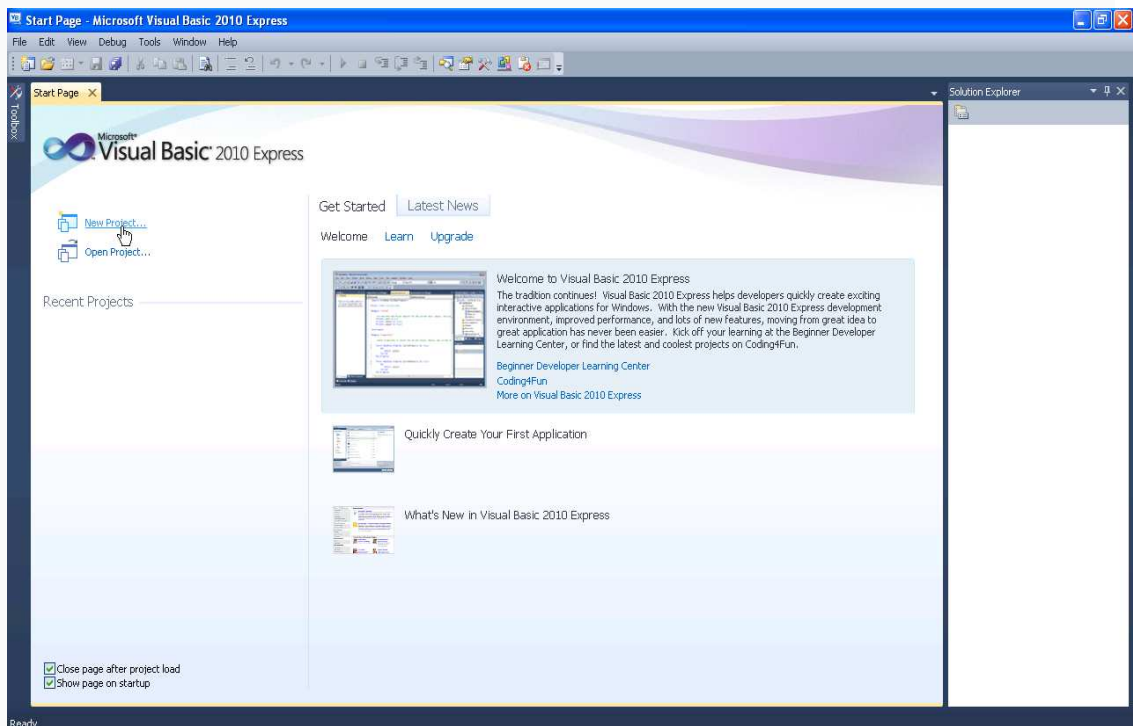 Start Page - Microsoft Visual Basic 2010 Express
File Edit View Debug Tools Window Help
Toolbox
Start Page
Solution Explorer
Microsoft®
Visual Basic® 2010 Express
New Project...
Open Project...
Recent Projects
Get Started Latest News
Welcome Learn Upgrade
Welcome to Visual Basic 2010 Express
The tradition continues! Visual Basic 2010 Express helps developers quickly create exciting
interactive applications for Windows. With the new Visual Basic 2010 Express development
environment, improved performance, and lots of new features, moving from great idea to
great application has never been easier. Kick off your learning at the Beginner Developer
Learning Center, or find the latest and coolest projects on Coding4Fun.
Beginner Developer Learning Center
Coding4Fun
More on Visual Basic 2010 Express
Quickly Create Your First Application
What's New in Visual Basic 2010 Express
Close page after project load
Show page on startup
Ready